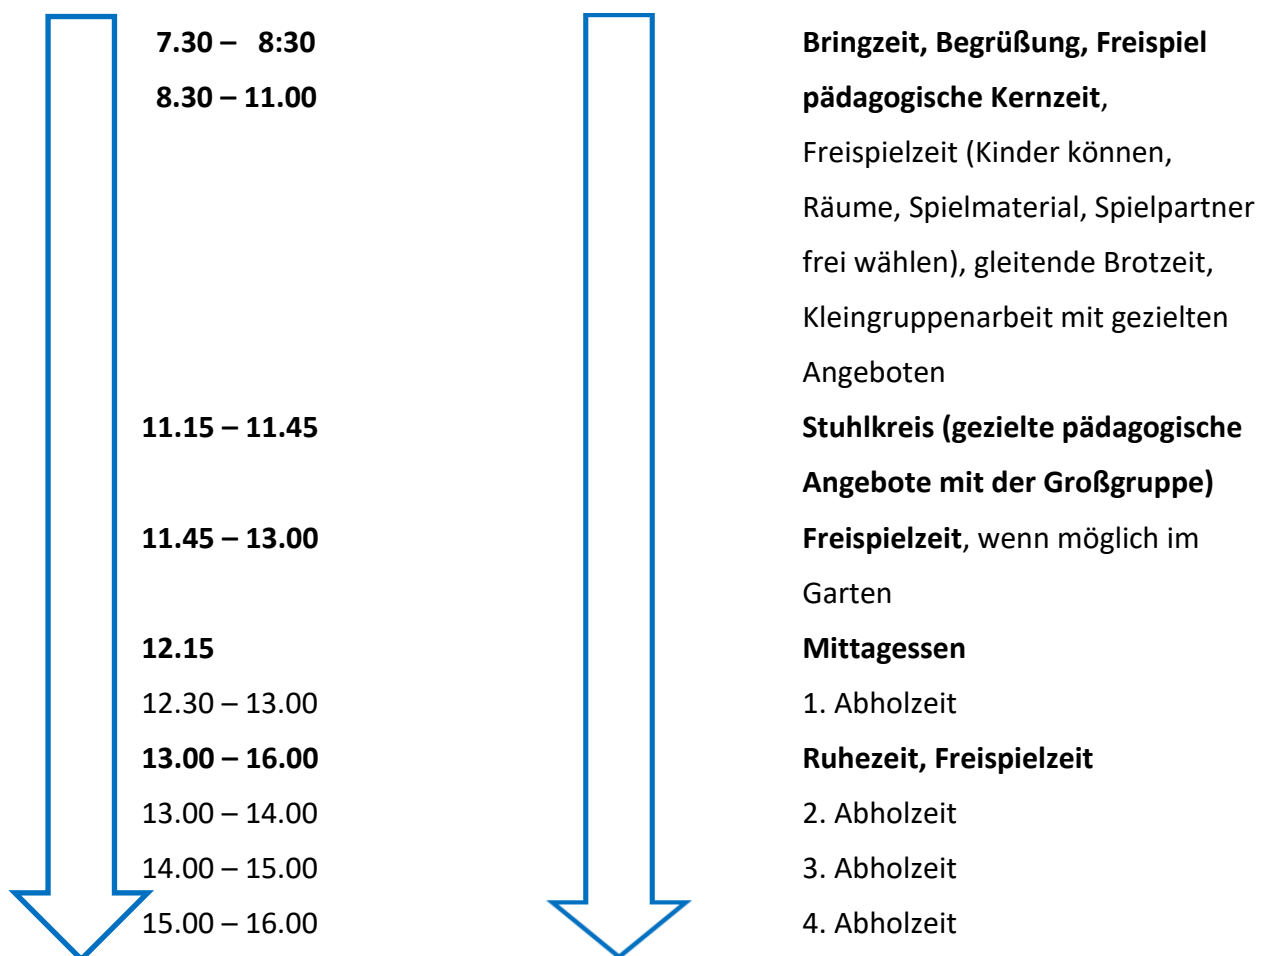 7.30 – 8:30 Bringzeit, Begrüßung, Freispiel
8.30 – 11.00 pädagogische Kernzeit,
Freispielzeit (Kinder können,
Räume, Spielmaterial, Spielpartner
frei wählen), gleitende Brotzeit,
Kleingruppenarbeit mit gezielten
Angeboten
11.15 – 11.45 Stuhlkreis (gezielte pädagogische
Angebote mit der Großgruppe)
11.45 – 13.00 Freispielzeit, wenn möglich im
Garten
12.15 Mittagessen
12.30 – 13.00 1. Abholzeit
13.00 – 16.00 Ruhezeit, Freispielzeit
13.00 – 14.00 2. Abholzeit
14.00 – 15.00 3. Abholzeit
15.00 – 16.00 4. Abholzeit